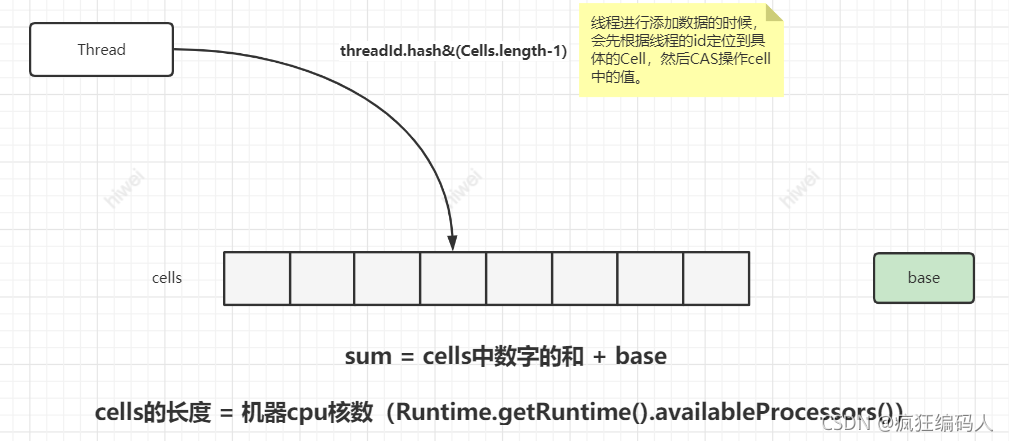 Thread
threadId.hash&(Cells.length-1)
线程进行添加数据的时候，
会先根据线程的id定位到具
体的Cell，然后CAS操作cell
中的值。
hiwei
hiwei
hiwei
cells
base
sum = cells中数字的和 + base
cells的长度 = 机器cpu核数（Runtime.getRuntime().availableProcessors()）
CSDN @疯狂编码人